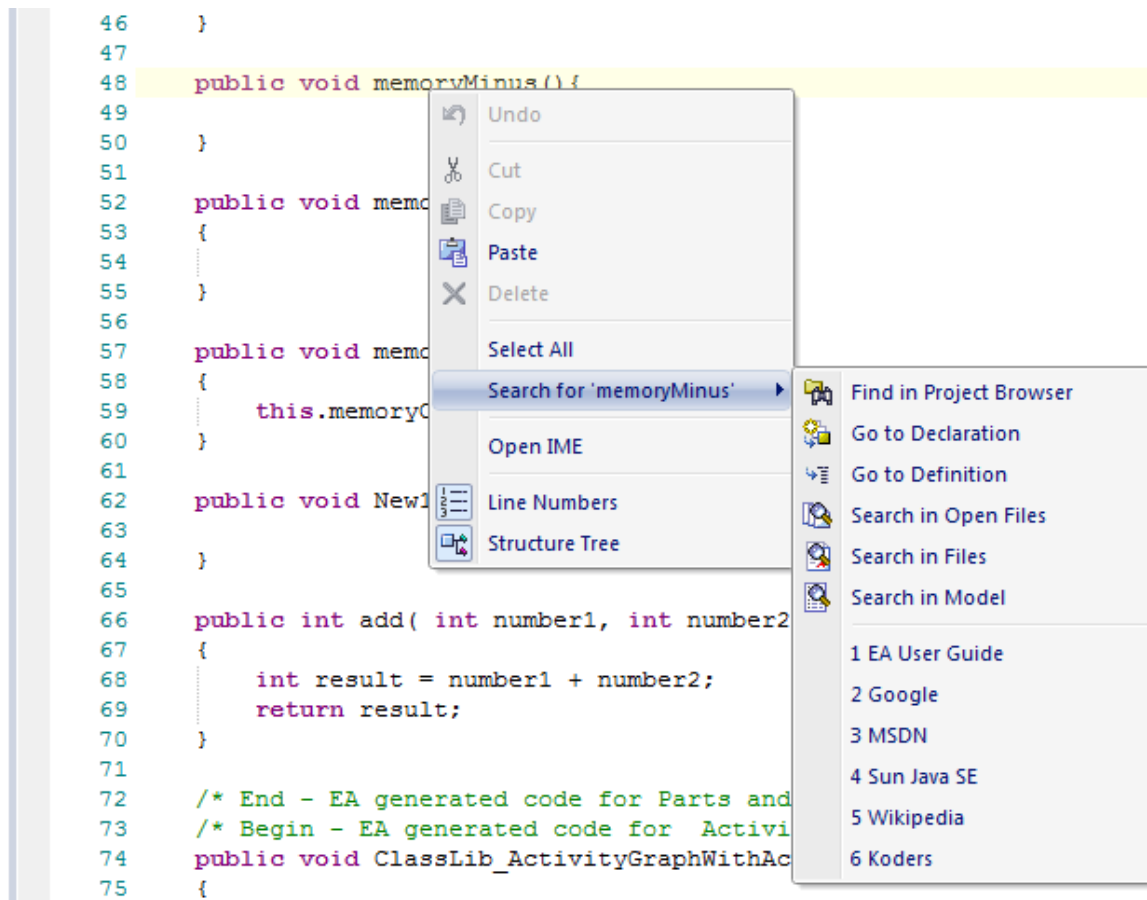 46 }
47
48 public void memoryMinus(){
49
50 }
51
52 public void memo
53 {
54
55 }
56
57 public void memo
58 {
59 this.memoryC
60 }
61
62 public void New1
63
64 }
65
66 public int add( int number1, int number2
67 {
68 int result = number1 + number2;
69 return result;
70 }
71
72 /* End - EA generated code for Parts and
73 /* Begin - EA generated code for  Activi
74 public void ClassLib_ActivityGraphWithAc
75 {
Undo
Cut
Copy
Paste
Delete
Select All
Search for 'memoryMinus'
Open IME
Line Numbers
Structure Tree
Find in Project Browser
Go to Declaration
Go to Definition
Search in Open Files
Search in Files
Search in Model
1 EA User Guide
2 Google
3 MSDN
4 Sun Java SE
5 Wikipedia
6 Koders